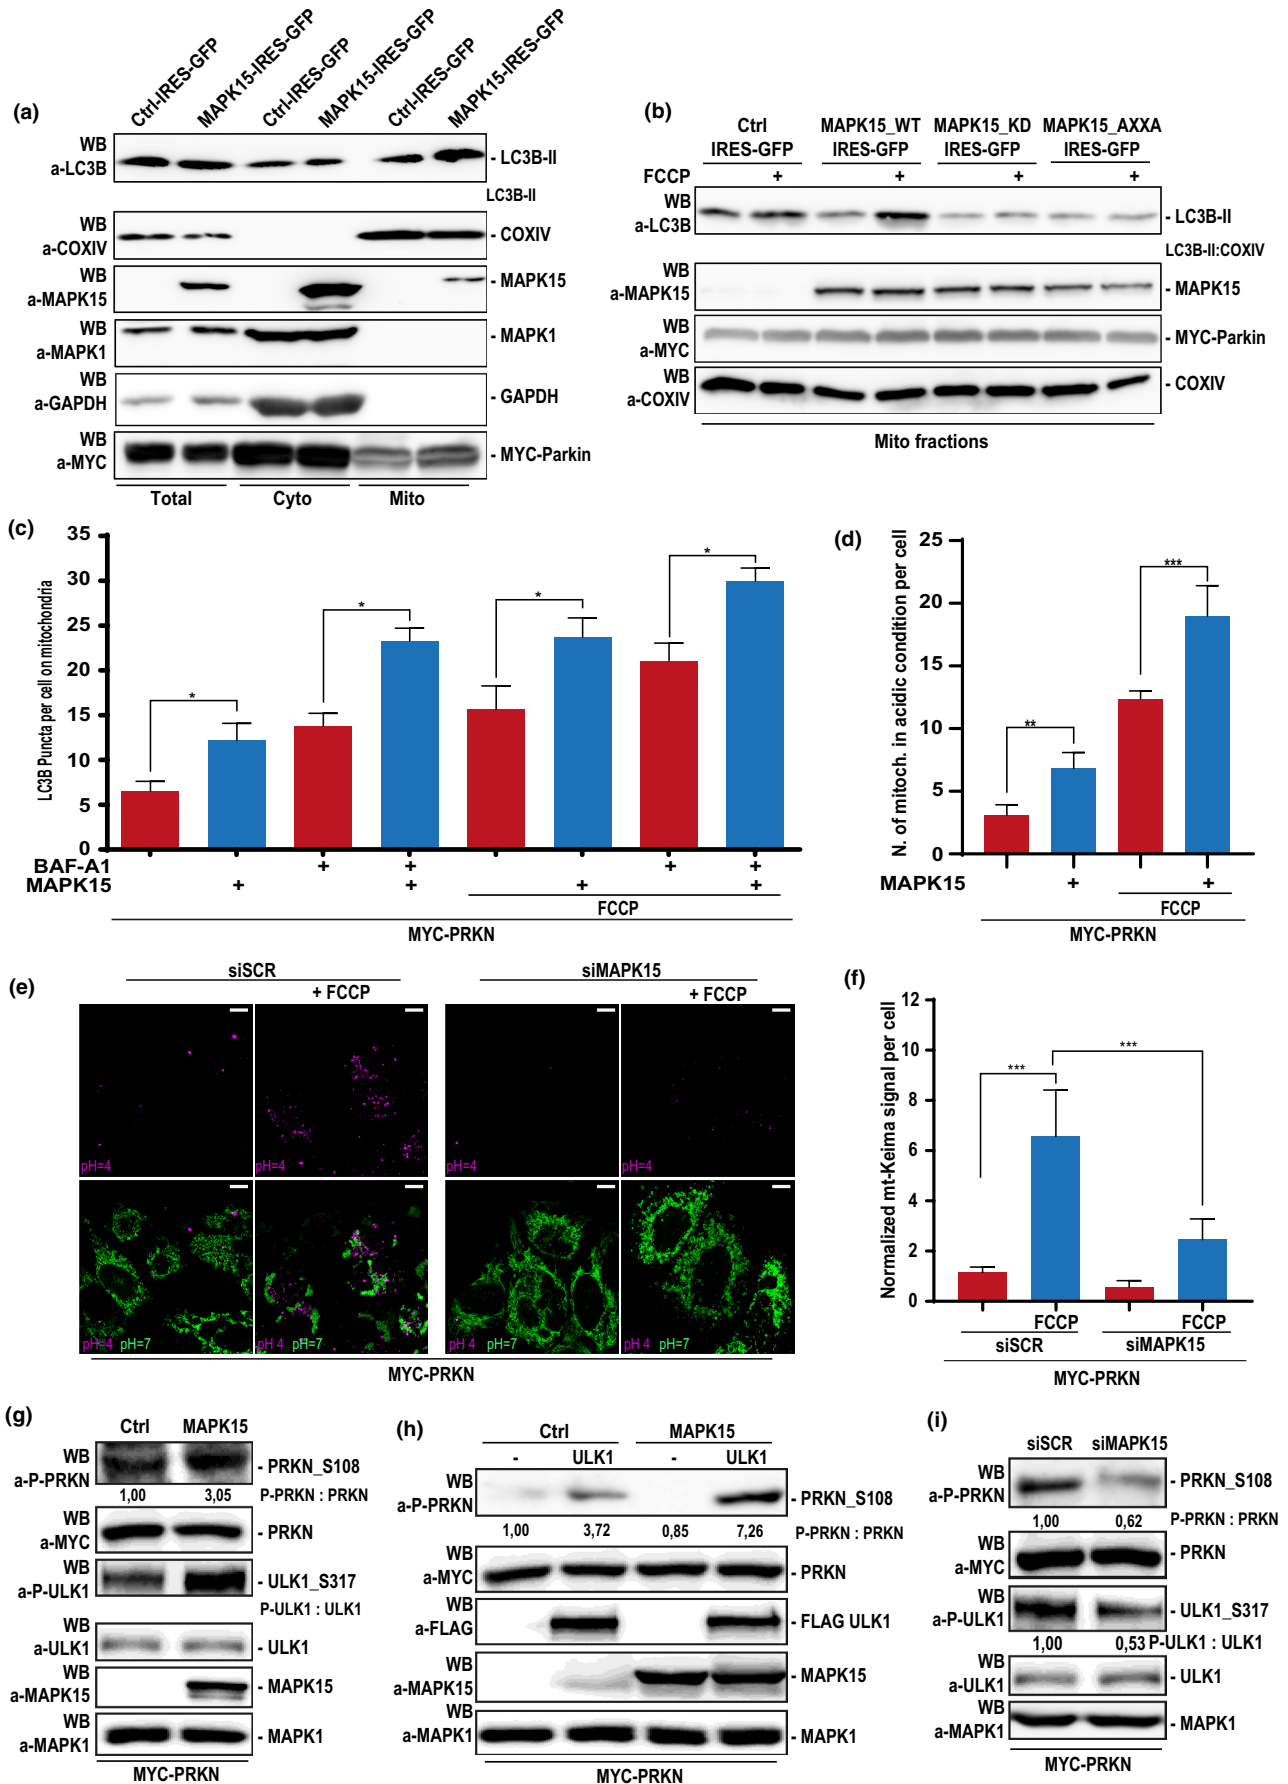 (a)
Ctrl-IRES-GFP
MAPK15-IRES-GFP
Ctrl-IRES-GFP
MAPK15-IRES-GFP
Ctrl-IRES-GFP
MAPK15-IRES-GFP
WB
a-LC3B
- LC3B-II
LC3B-II
WB
a-COXIV
- COXIV
WB
a-MAPK15
- MAPK15
WB
a-MAPK1
- MAPK1
WB
a-GAPDH
- GAPDH
WB
a-MYC
- MYC-Parkin
Total Cyto Mito
(b)
Ctrl MAPK15_WT MAPK15_KD MAPK15_AXXA
IRES-GFP IRES-GFP IRES-GFP IRES-GFP
FCCP + + + +
WB
a-LC3B
- LC3B-II
LC3B-II:COXIV
WB
a-MAPK15
- MAPK15
WB
a-MYC
- MYC-Parkin
WB
a-COXIV
- COXIV
Mito fractions
(c)
LC3B Puncta per cell on mitochondria
35
30
25
20
15
10
5
0
* * * *
BAF-A1 + + + +
MAPK15 + + + +
FCCP
MYC-PRKN
(d)
N. of mitoch. in acidic condition per cell
25
20
15
10
5
0
** ***
MAPK15 + +
FCCP
MYC-PRKN
(e)
siSCR siMAPK15
+ FCCP + FCCP
pH=4 pH=4 pH=4 pH=4
pH 4 pH=7 pH 4 pH=7 pH 4 pH=7 pH 4 pH=7
MYC-PRKN
(f)
Normalized mt-Keima signal per cell
12
10
8
6
4
2
0
*** ***
FCCP FCCP
siSCR siMAPK15
MYC-PRKN
(g)
Ctrl MAPK15
WB
a-P-PRKN
- PRKN_S108
1,00 3,05 P-PRKN : PRKN
WB
a-MYC
- PRKN
WB
a-P-ULK1
- ULK1_S317
P-ULK1 : ULK1
WB
a-ULK1
- ULK1
WB
a-MAPK15
- MAPK15
WB
a-MAPK1
- MAPK1
MYC-PRKN
(h)
Ctrl MAPK15
- ULK1 - ULK1
WB
a-P-PRKN
- PRKN_S108
1,00 3,72 0,85 7,26 P-PRKN : PRKN
WB
a-MYC
- PRKN
WB
a-FLAG
- FLAG ULK1
WB
a-MAPK15
- MAPK15
WB
a-MAPK1
- MAPK1
MYC-PRKN
(i)
siSCR siMAPK15
WB
a-P-PRKN
- PRKN_S108
1,00 0,62 P-PRKN : PRKN
WB
a-MYC
- PRKN
WB
a-P-ULK1
- ULK1_S317
1,00 0,53 P-ULK1 : ULK1
WB
a-ULK1
- ULK1
WB
a-MAPK1
- MAPK1
MYC-PRKN